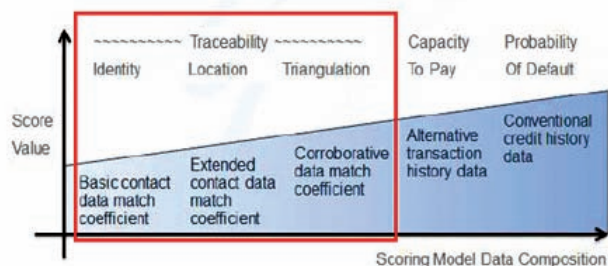 ~~~~~~~~~~ Traceability ~~~~~~~~~~
Identity Location Triangulation
Capacity To Pay
Probability Of Default
Score Value
Basic contact data match coefficient
Extended contact data match coefficient
Corroborative data match coefficient
Alternative transaction history data
Conventional credit history data
Scoring Model Data Composition